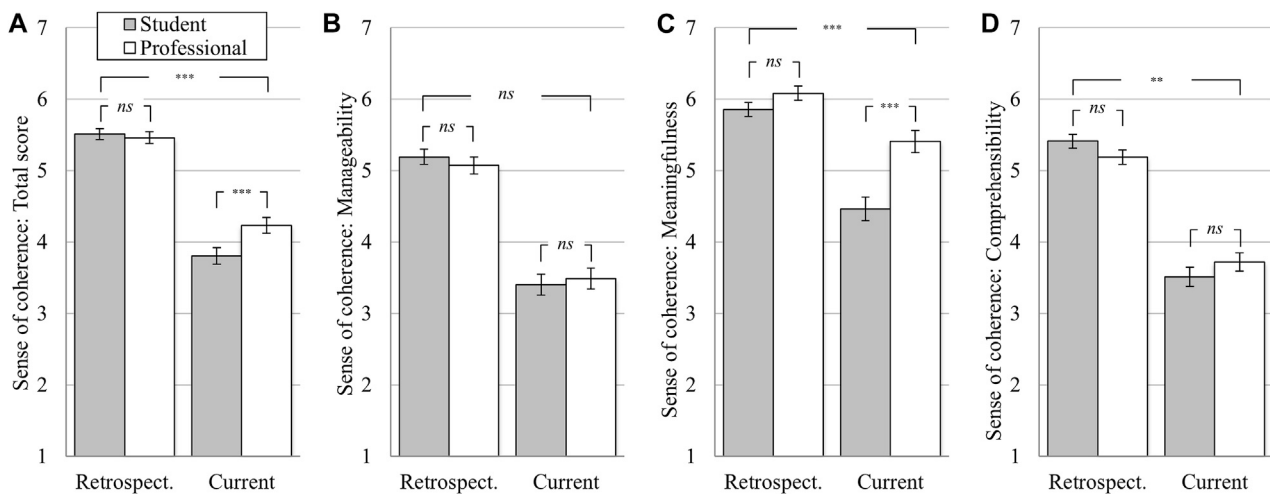 A
Student
Professional
Sense of coherence: Total score
7
6
5
4
3
2
1
***
ns
***
Retrospect. Current
B
Sense of coherence: Manageability
7
6
5
4
3
2
1
ns
ns
ns
Retrospect. Current
C
Sense of coherence: Meaningfulness
7
6
5
4
3
2
1
***
ns
***
Retrospect. Current
D
Sense of coherence: Comprehensibility
7
6
5
4
3
2
1
**
ns
ns
Retrospect. Current